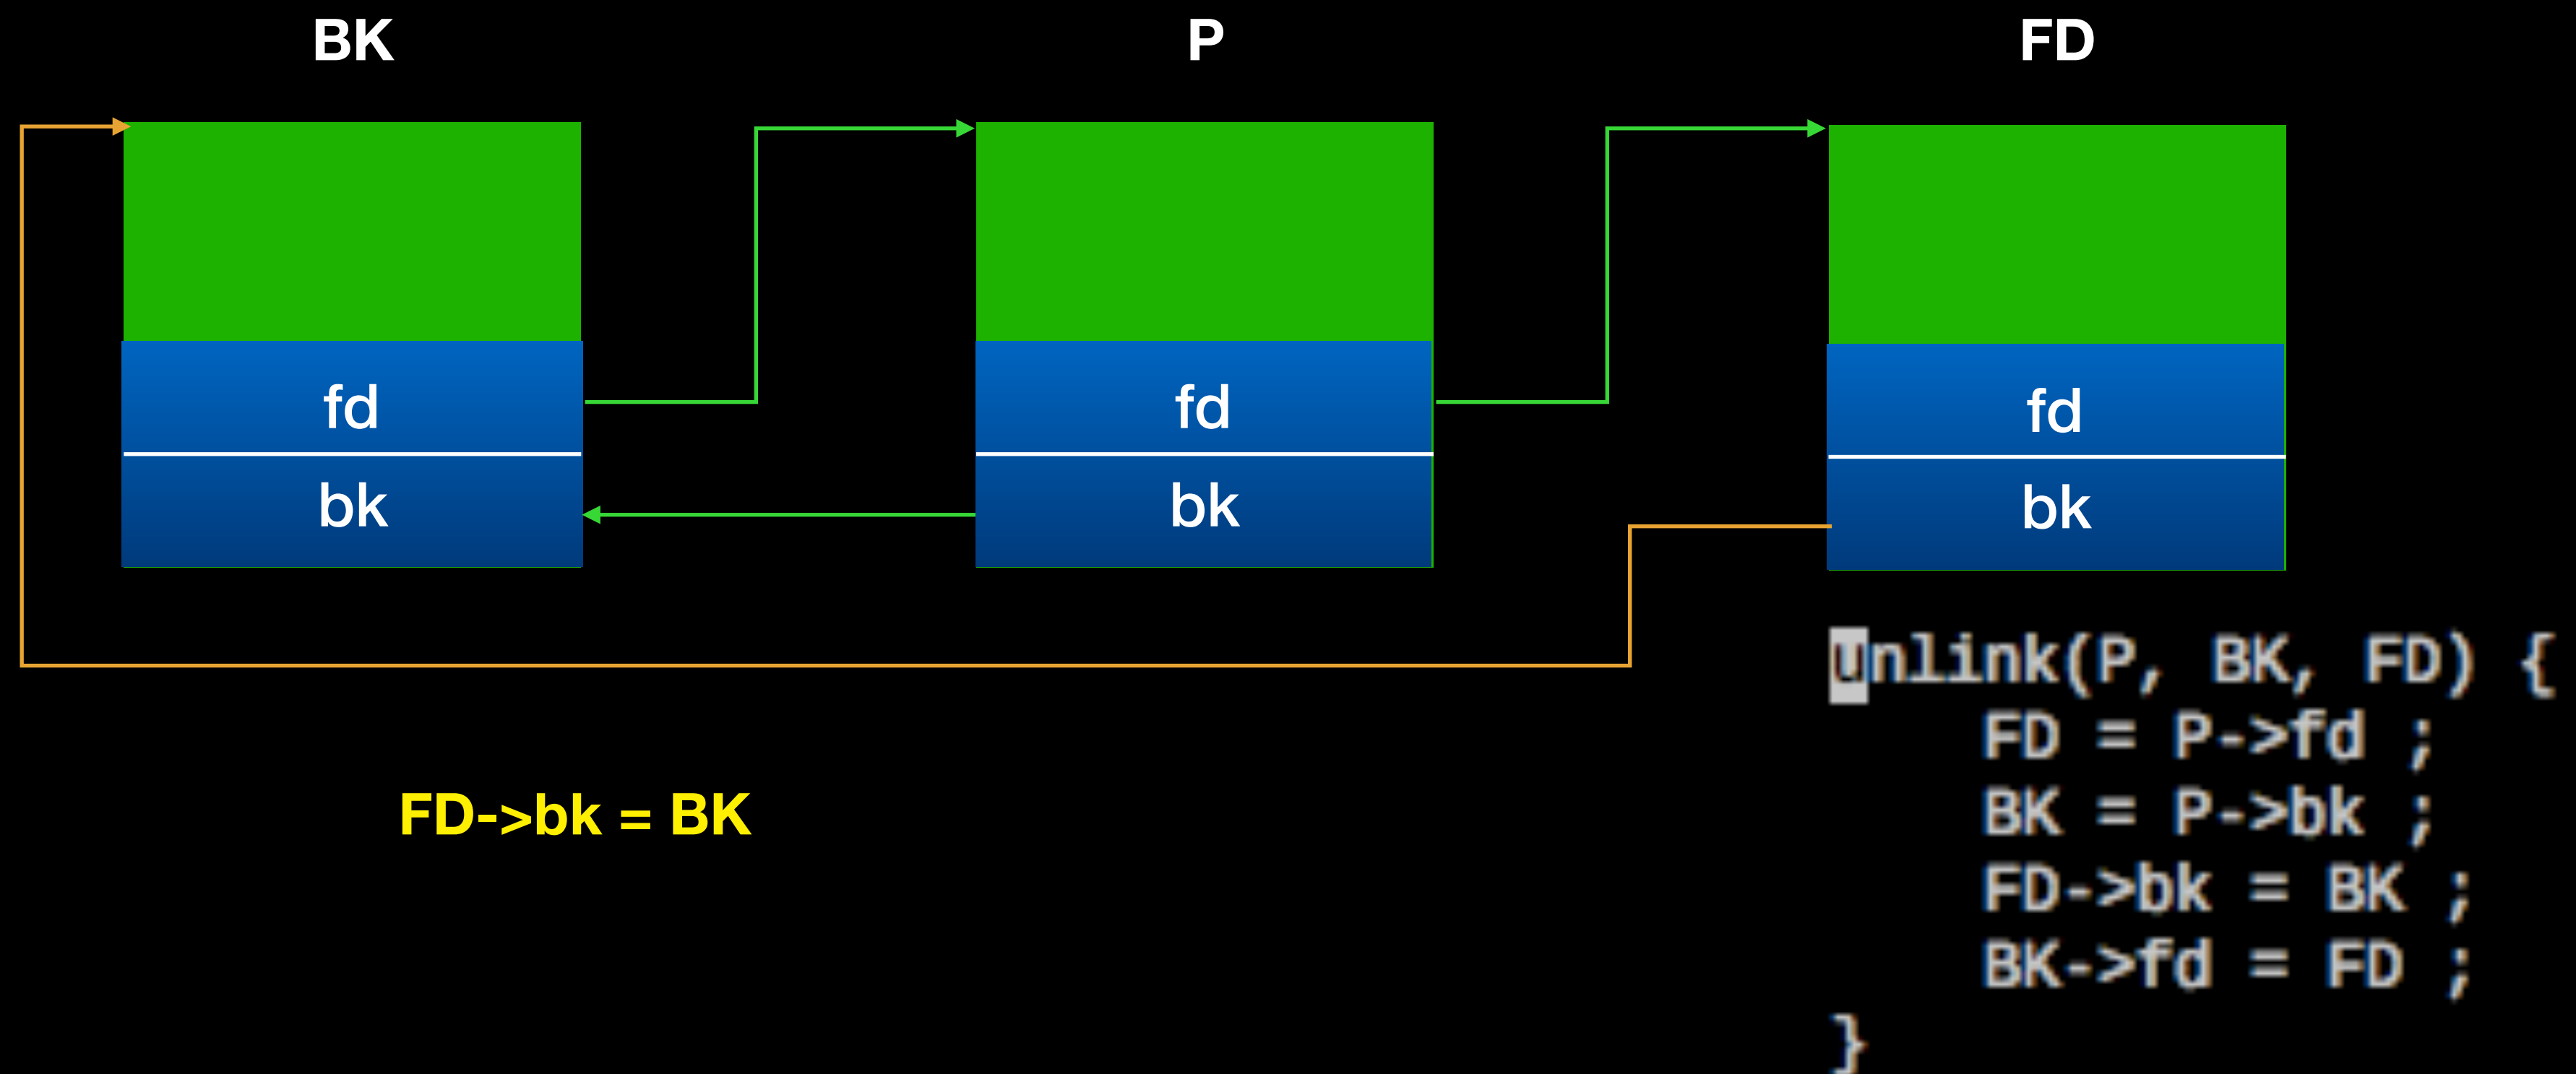 BK
P
FD
fd
bk
fd
bk
fd
bk
FD->bk = BK
unlink(P, BK, FD) {
FD = P->fd ;
BK = P->bk ;
FD->bk = BK ;
BK->fd = FD ;
}